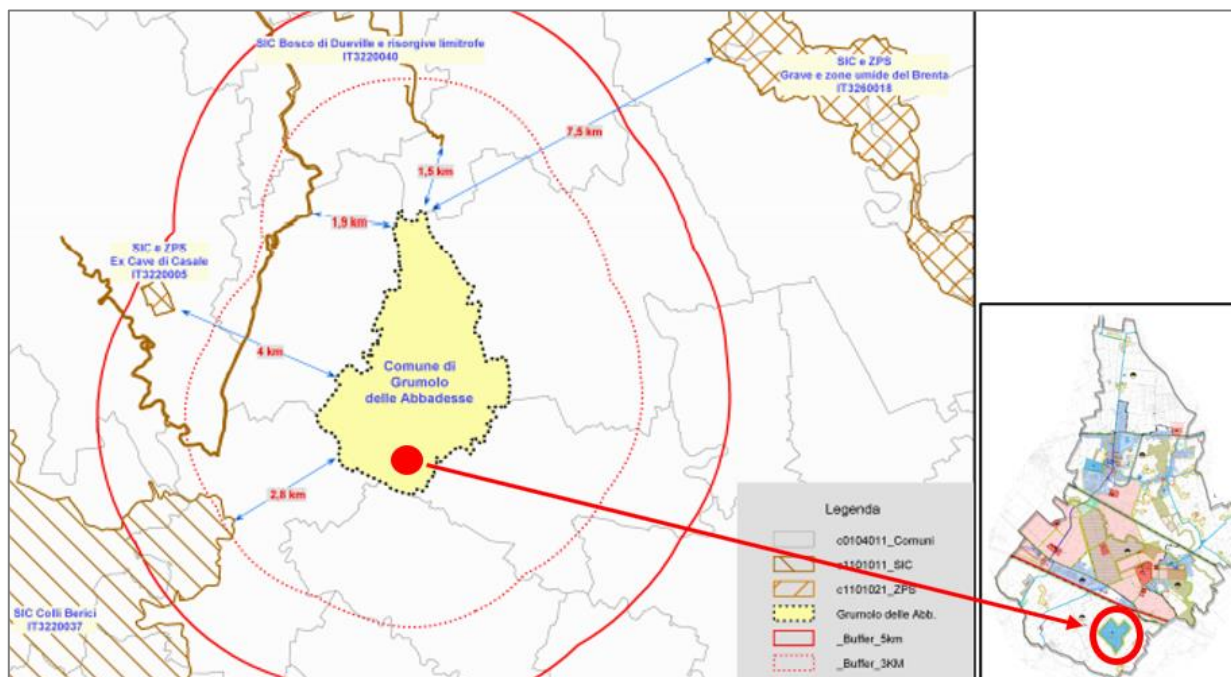 SIC Bosco di Dueville e risorgive limitrofe
IT3220040
SIC e ZPS
Grave e zone umide del Brenta
IT3260018
7,5 km
1,5 km
1,9 km
SIC e ZPS
Ex Cave di Casale
IT3220005
4 km
Comune di
Grumolo
delle Abbadesse
2,8 km
SIC Colli Berici
IT3220037
Legenda
c0104011_Comuni
c1101011_SIC
c1101021_ZPS
Grumolo delle Abb.
_Buffer_5km
_Buffer_3KM